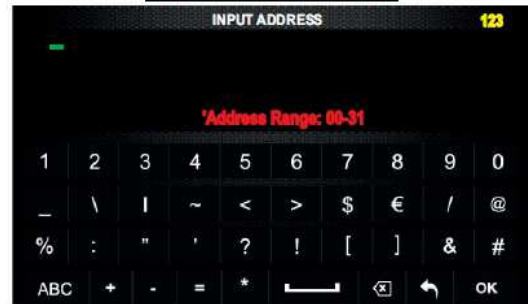 INPUT ADDRESS 123
'Address Range: 00-31
1 2 3 4 5 6 7 8 9 0
_ \ | ~ < > $ € / @
% : " ' ? ! [ ] & #
ABC + - = * OK